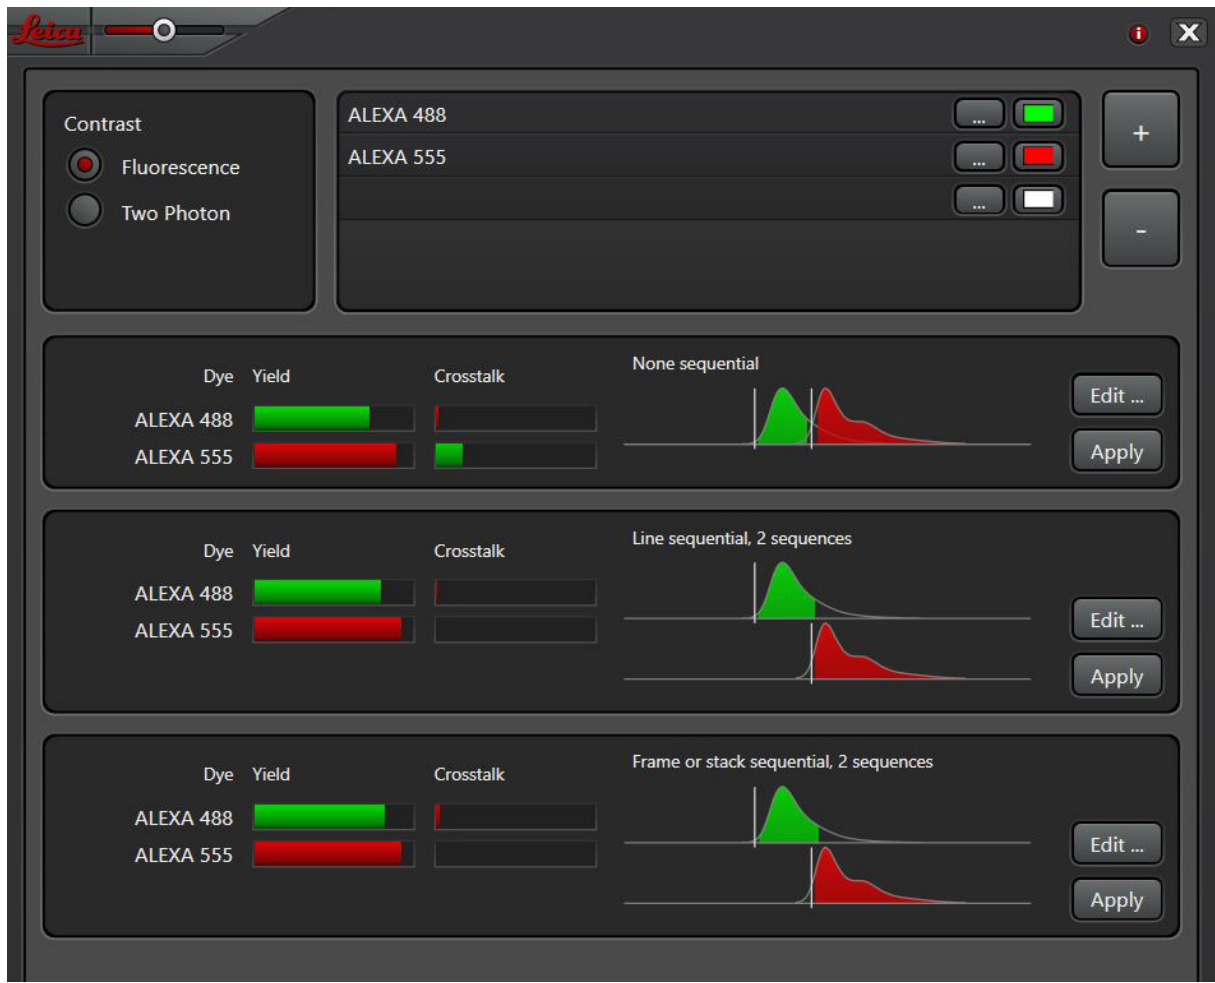 Leica
i X
Contrast
Fluorescence
Two Photon
ALEXA 488 ...
ALEXA 555 ...
...
+
-
None sequential
Dye Yield Crosstalk
ALEXA 488
ALEXA 555
Edit ...
Apply
Line sequential, 2 sequences
Dye Yield Crosstalk
ALEXA 488
ALEXA 555
Edit ...
Apply
Frame or stack sequential, 2 sequences
Dye Yield Crosstalk
ALEXA 488
ALEXA 555
Edit ...
Apply